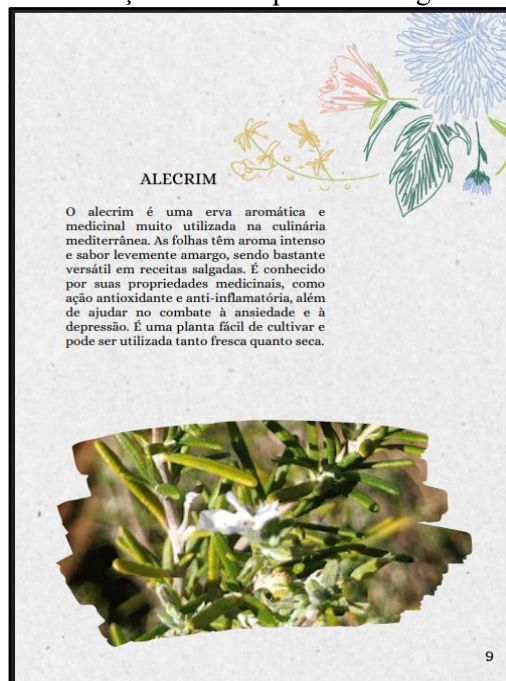 ALECRIM
O alecrim é uma erva aromática e
medicinal muito utilizada na culinária
mediterrânea. As folhas têm aroma intenso
e sabor levemente amargo, sendo bastante
versátil em receitas salgadas. É conhecido
por suas propriedades medicinais, como
ação antioxidante e anti-inflamatória, além
de ajudar no combate à ansiedade e à
depressão. É uma planta fácil de cultivar e
pode ser utilizada tanto fresca quanto seca.
9